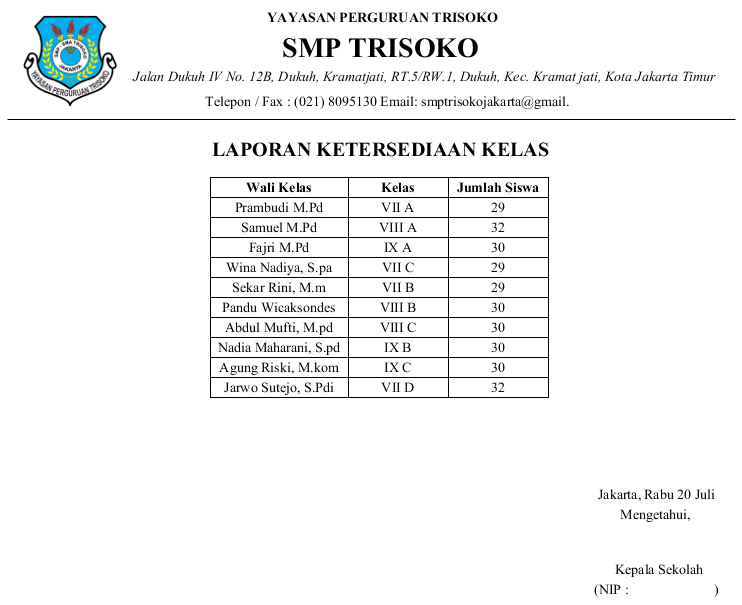 YAYASAN PERGURUAN TRISOKO
SMP TRISOKO
Jalan Dukuh IV No. 12B, Dukuh, Kramatjati, RT.5/RW.1, Dukuh, Kec. Kramat jati, Kota Jakarta Timur
Telepon / Fax : (021) 8095130 Email: smptrisokojakarta@gmail.
SMP - SMA TRISOKO
JAKARTA
YAYASAN PERGURUAN TRISOKO
LAPORAN KETERSEDIAAN KELAS
Wali Kelas Kelas Jumlah Siswa
Prambudi M.Pd VII A 29
Samuel M.Pd VIII A 32
Fajri M.Pd IX A 30
Wina Nadiya, S.pa VII C 29
Sekar Rini, M.m VII B 29
Pandu Wicaksondes VIII B 30
Abdul Mufti, M.pd VIII C 30
Nadia Maharani, S.pd IX B 30
Agung Riski, M.kom IX C 30
Jarwo Sutejo, S.Pdi VII D 32
Jakarta, Rabu 20 Juli
Mengetahui,
Kepala Sekolah
(NIP : )